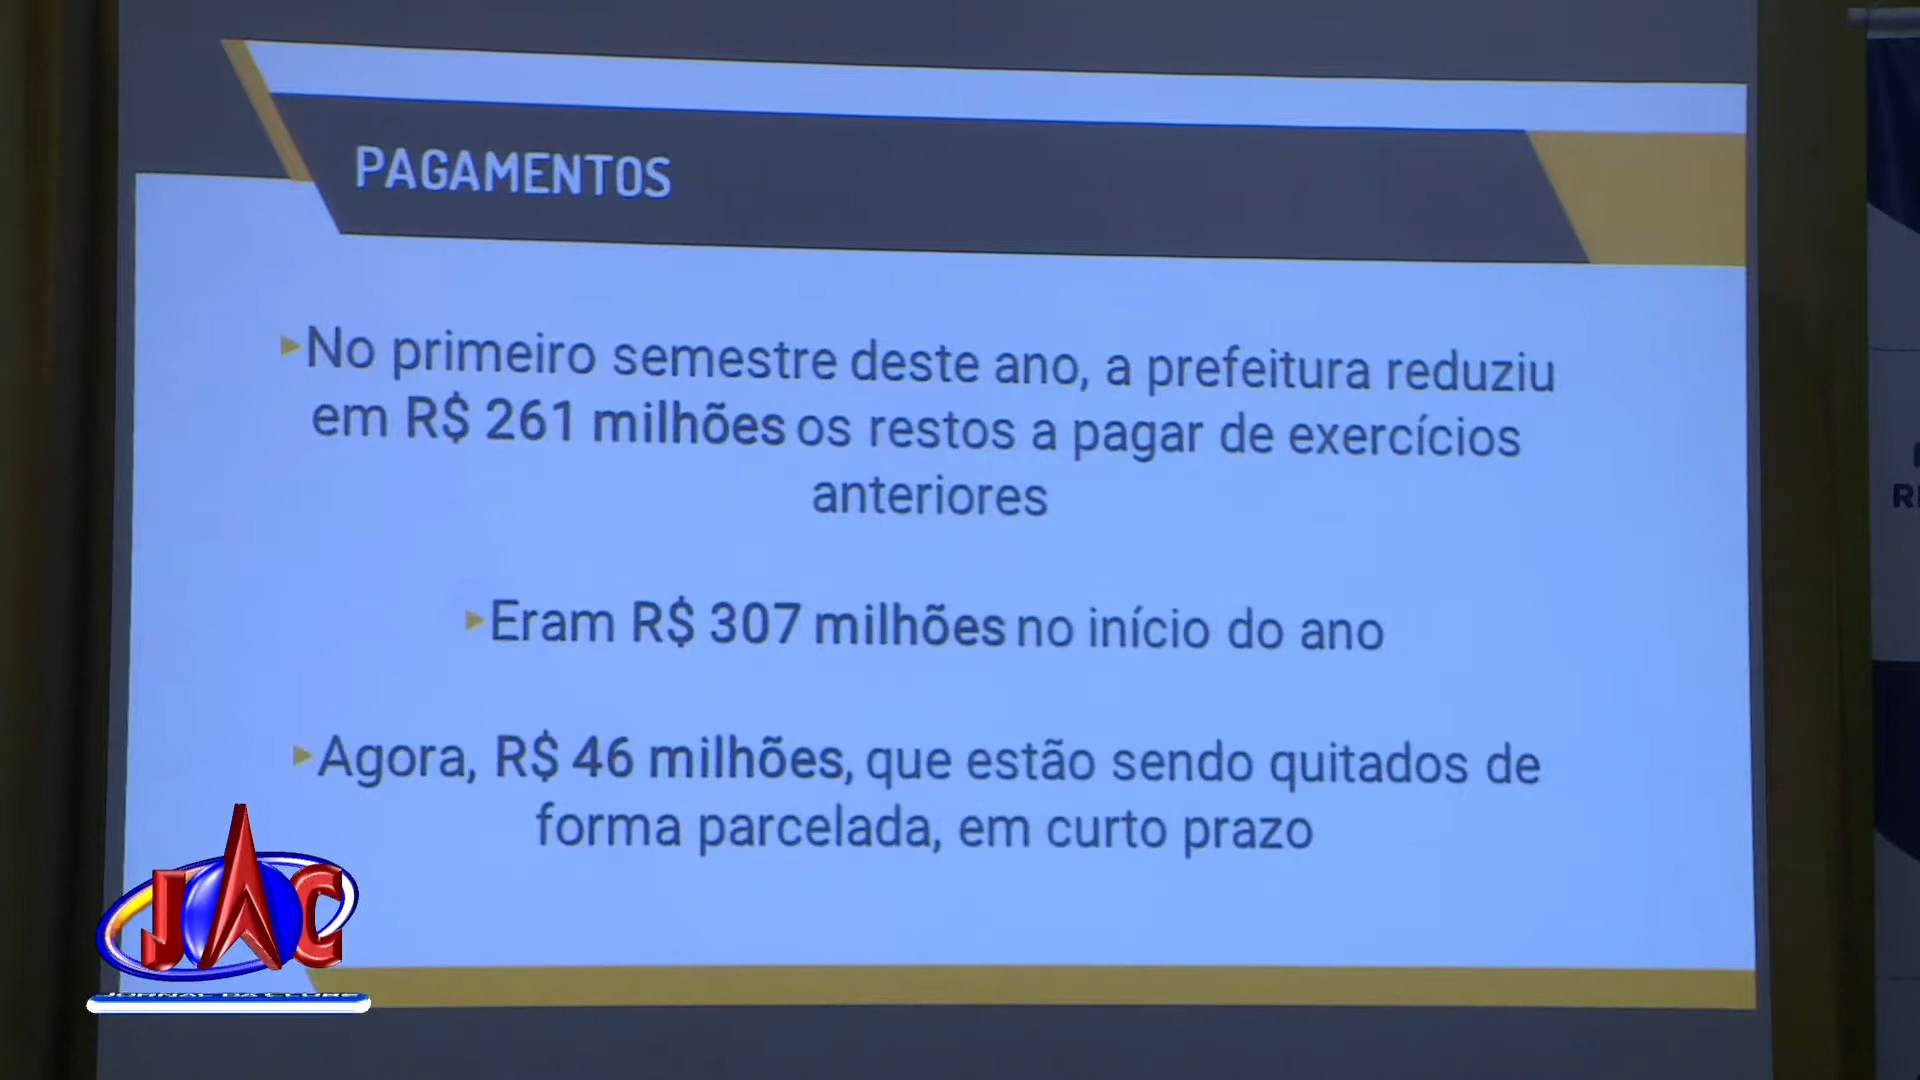 PAGAMENTOS
▸No primeiro semestre deste ano, a prefeitura reduziu
em R$ 261 milhões os restos a pagar de exercícios
anteriores
▸Eram R$ 307 milhões no início do ano
▸Agora, R$ 46 milhões, que estão sendo quitados de
forma parcelada, em curto prazo
JAC